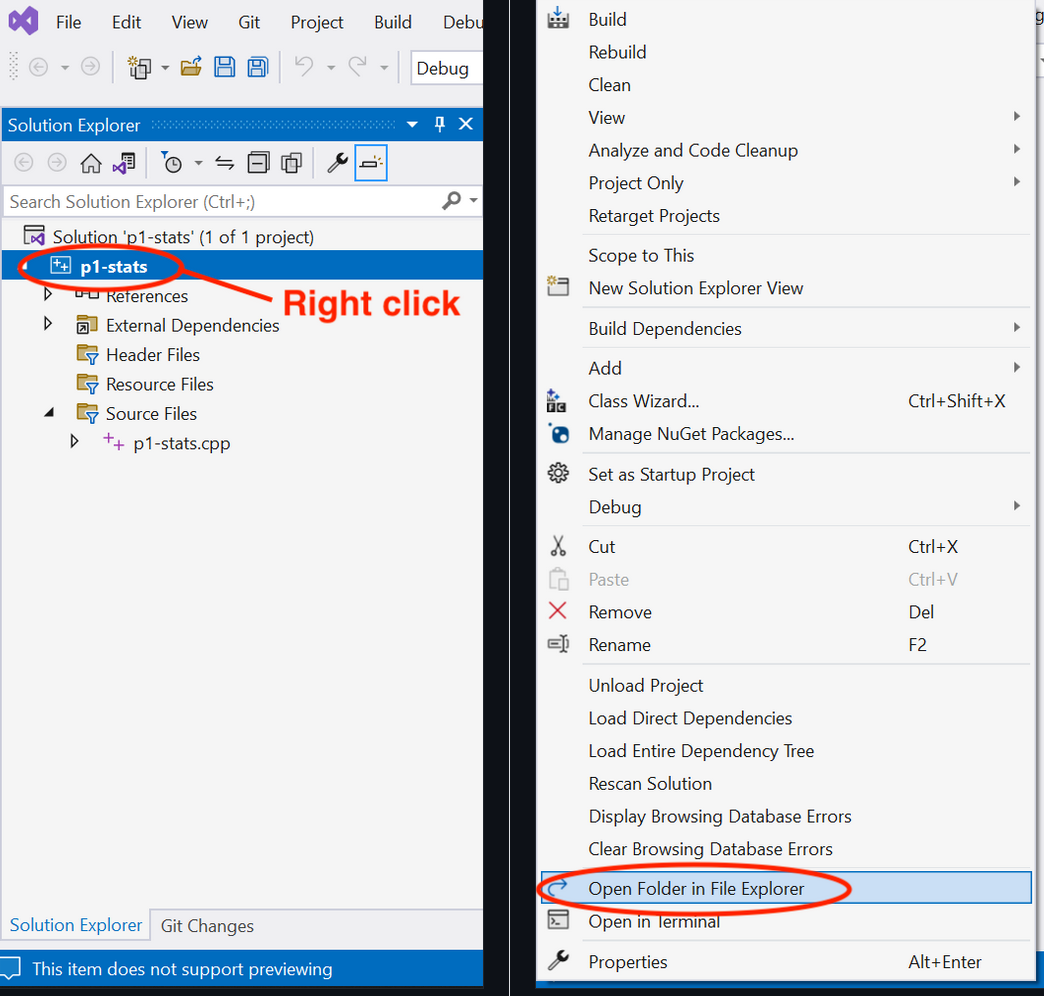 File Edit View Git Project Build Debu
Debug
Solution Explorer
Search Solution Explorer (Ctrl+;)
Solution 'p1-stats' (1 of 1 project)
p1-stats
References
Right click
External Dependencies
Header Files
Resource Files
Source Files
p1-stats.cpp
Solution Explorer Git Changes
This item does not support previewing
Build
Rebuild
Clean
View
Analyze and Code Cleanup
Project Only
Retarget Projects
Scope to This
New Solution Explorer View
Build Dependencies
Add
Class Wizard... Ctrl+Shift+X
Manage NuGet Packages...
Set as Startup Project
Debug
Cut Ctrl+X
Paste Ctrl+V
Remove Del
Rename F2
Unload Project
Load Direct Dependencies
Load Entire Dependency Tree
Rescan Solution
Display Browsing Database Errors
Clear Browsing Database Errors
Open Folder in File Explorer
Open in Terminal
Properties Alt+Enter